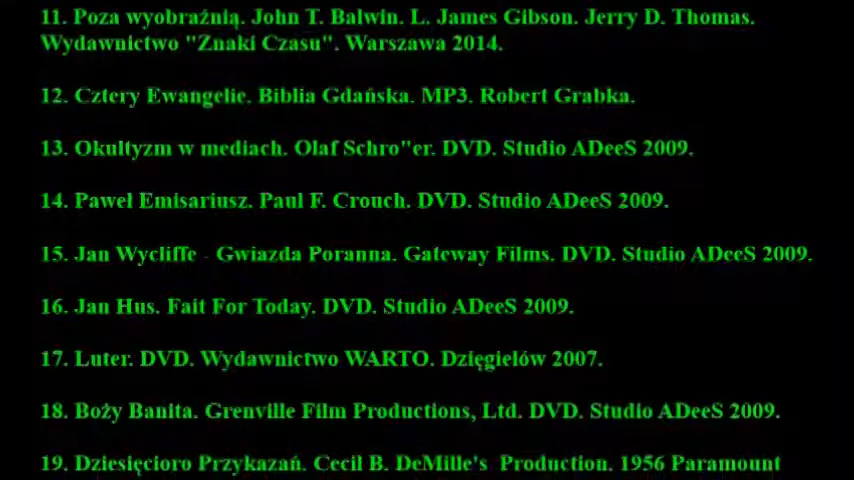 11. Poza wyobraźnią. John T. Balwin. L. James Gibson. Jerry D. Thomas.
Wydawnictwo "Znaki Czasu". Warszawa 2014.
12. Cztery Ewangelie. Biblia Gdańska. MP3. Robert Grabka.
13. Okultyzm w mediach. Olaf Schro"er. DVD. Studio ADeeS 2009.
14. Paweł Emisariusz. Paul F. Crouch. DVD. Studio ADeeS 2009.
15. Jan Wycliffe - Gwiazda Poranna. Gateway Films. DVD. Studio ADeeS 2009.
16. Jan Hus. Fait For Today. DVD. Studio ADeeS 2009.
17. Luter. DVD. Wydawnictwo WARTO. Dzięgielów 2007.
18. Boży Banita. Grenville Film Productions, Ltd. DVD. Studio ADeeS 2009.
19. Dziesięcioro Przykazań. Cecil B. DeMille's Production. 1956 Paramount